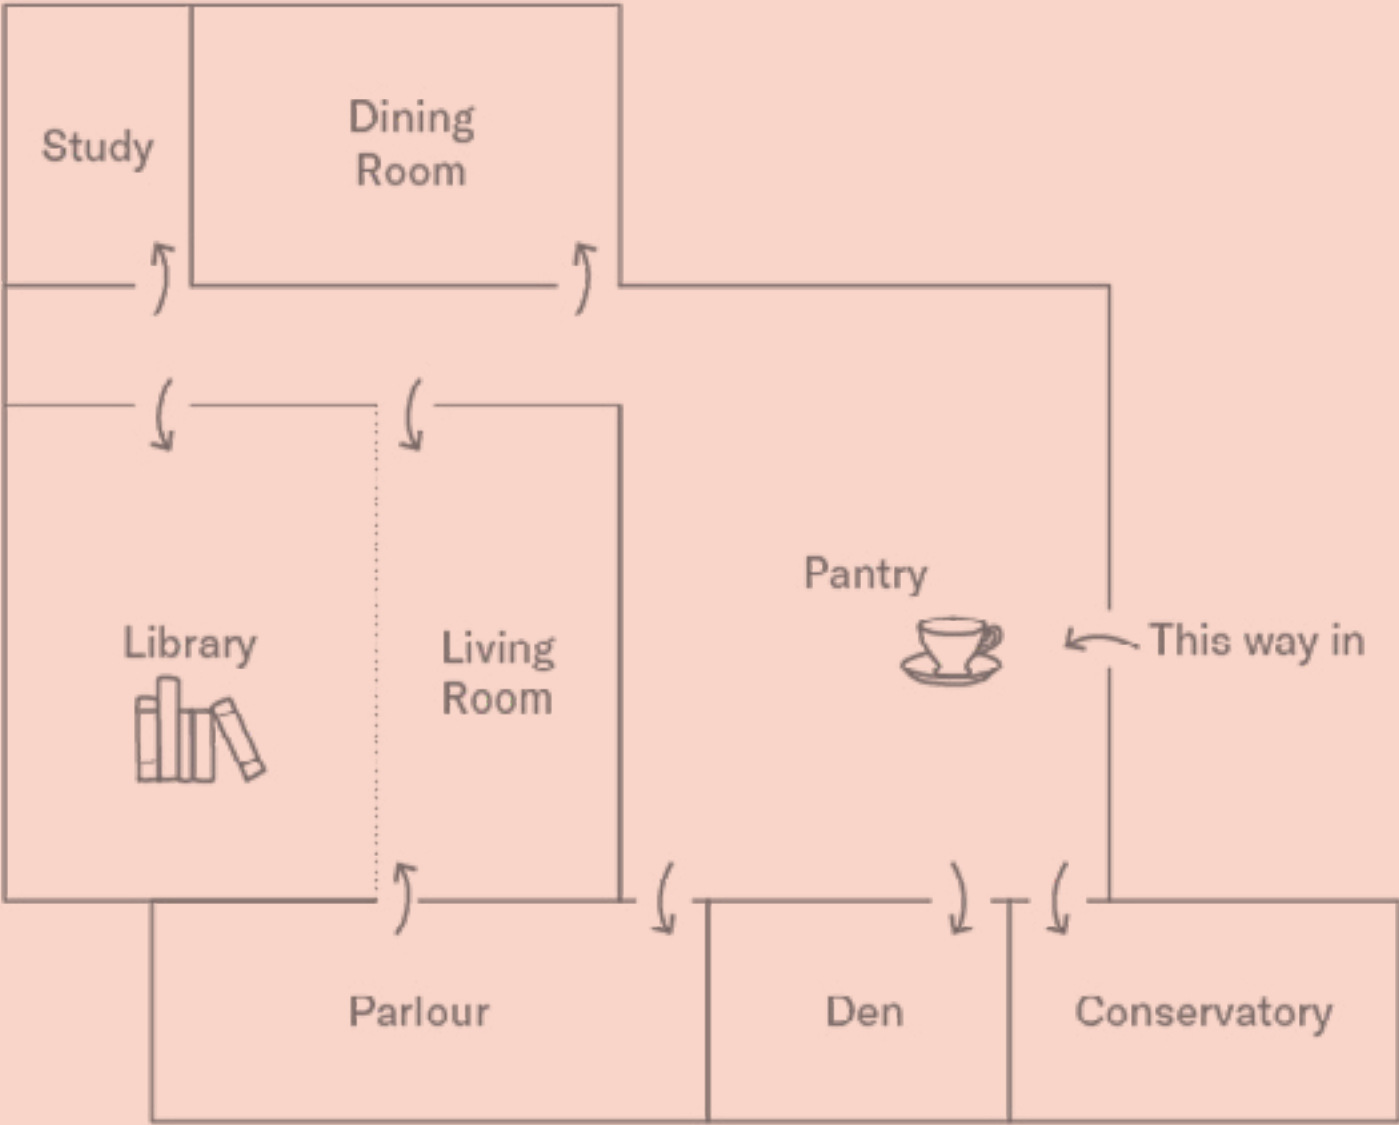 Study
Dining
Room
Pantry
This way in
Library
Living
Room
Parlour
Den
Conservatory